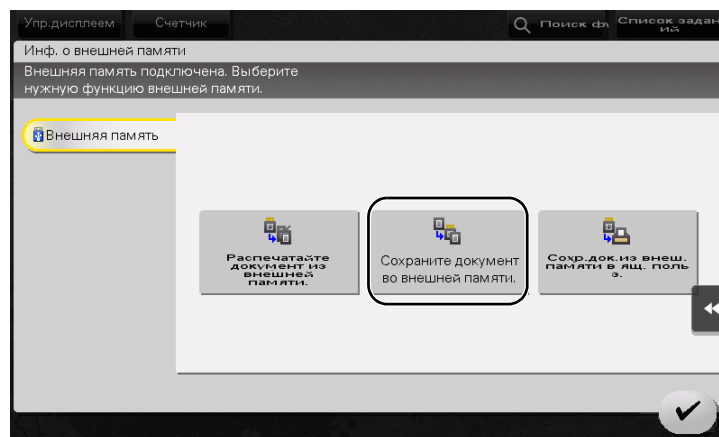 Упр.дисплеем
Счетчик
Поиск
Список задан
ий
Инф. о внешней памяти
Внешняя память подключена. Выберите
нужную функцию внешней памяти.
Внешняя память
Распечатайте
документ из
внешней
памяти.
Сохраните документ
во внешней памяти.
Сохр.док.из внеш.
памяти в ящ. поль
з.